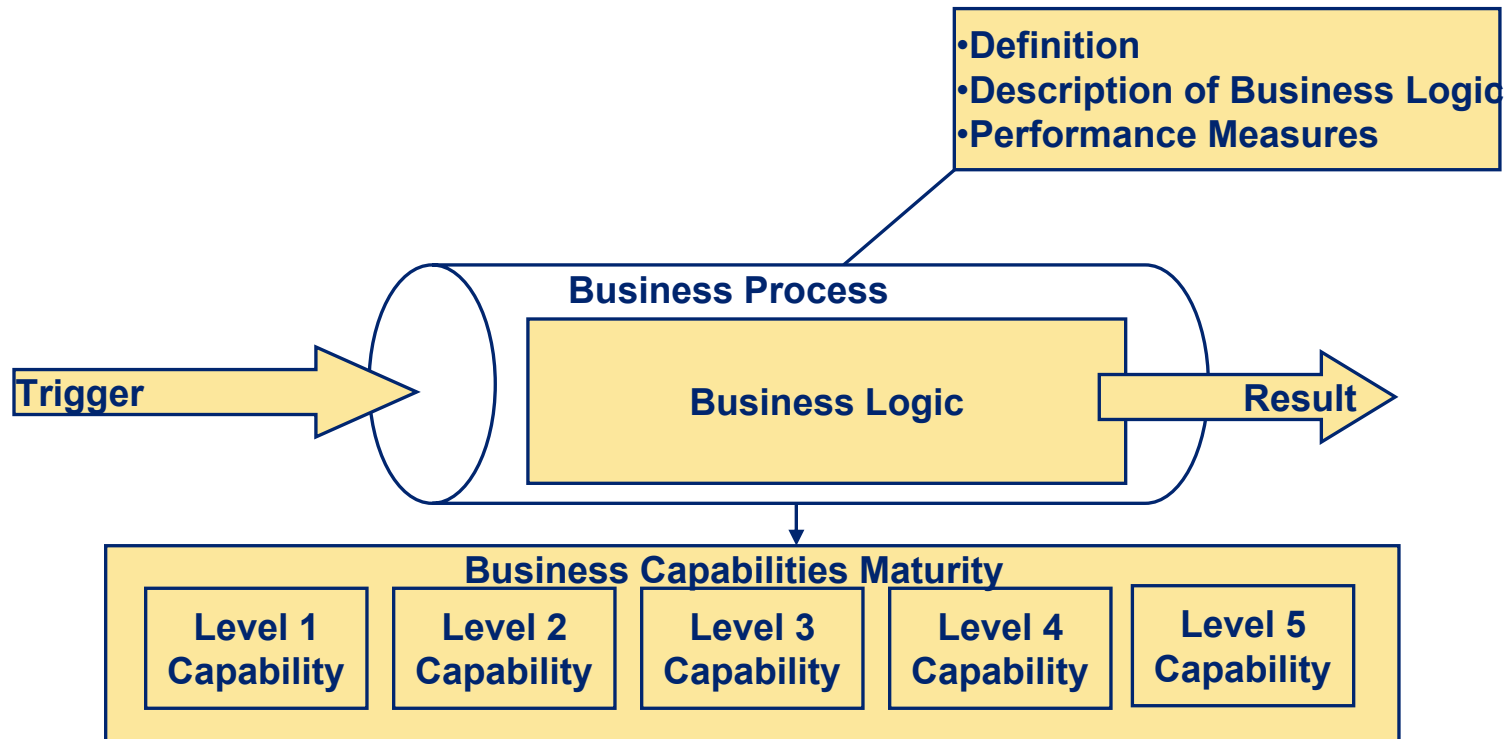 •Definition
•Description of Business Logic
•Performance Measures
Business Process
Trigger
Business Logic
Result
Business Capabilities Maturity
Level 1
Capability
Level 2
Capability
Level 3
Capability
Level 4
Capability
Level 5
Capability